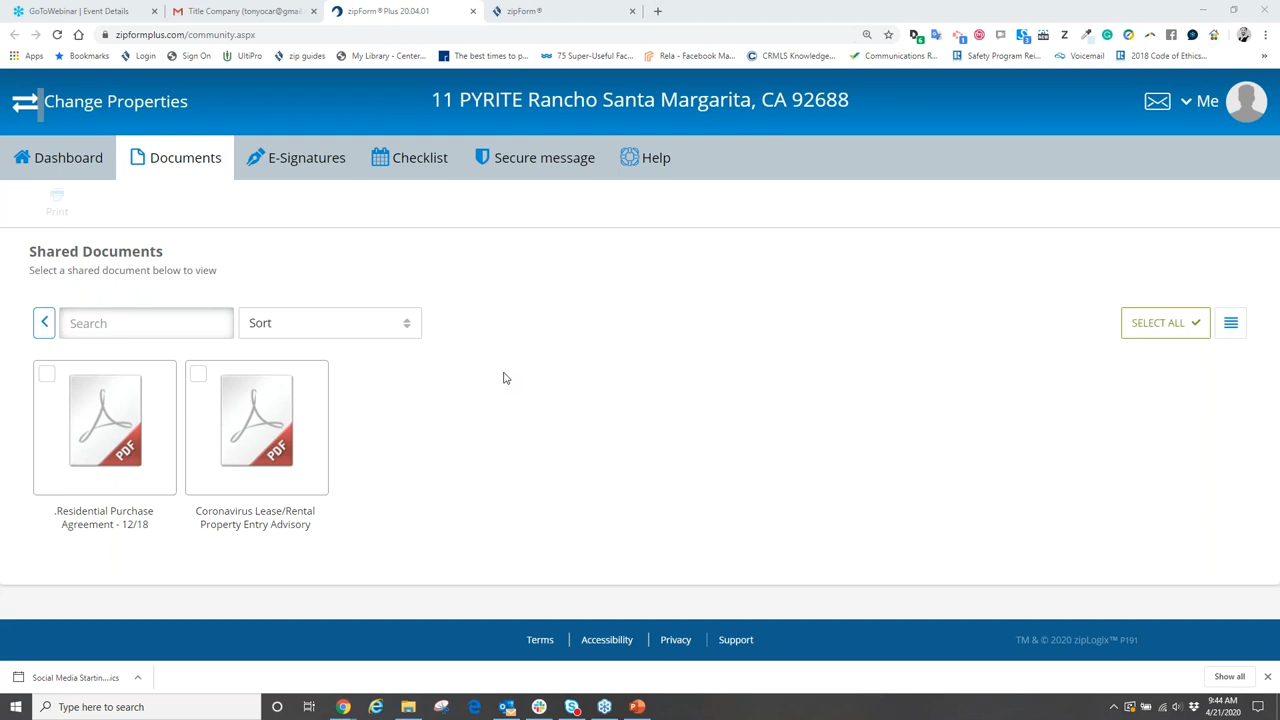 GoToWebinar | Event Details
Title Company (tonyocar@gmail
zipForm®Plus 20.04.01
zipForm®
zipformplus.com/community.aspx
Apps
Bookmarks
Login
Sign On
UltiPro
zip guides
My Library - Center...
The best times to p...
75 Super-Useful Fac...
Rela - Facebook Ma...
CRMLS Knowledge...
Communications R...
Safety Program Rei...
Voicemail
2018 Code of Ethics...
Change Properties
11 PYRITE Rancho Santa Margarita, CA 92688
Me
Dashboard
Documents
E-Signatures
Checklist
Secure message
Help
Print
Shared Documents
Select a shared document below to view
Search
Sort
SELECT ALL
PDF
PDF
.Residential Purchase
Agreement - 12/18
Coronavirus Lease/Rental
Property Entry Advisory
Terms
Accessibility
Privacy
Support
TM & © 2020 zipLogix™ P191
Social Media Startin....ics
Show all
Type here to search
9:44 AM
4/21/2020